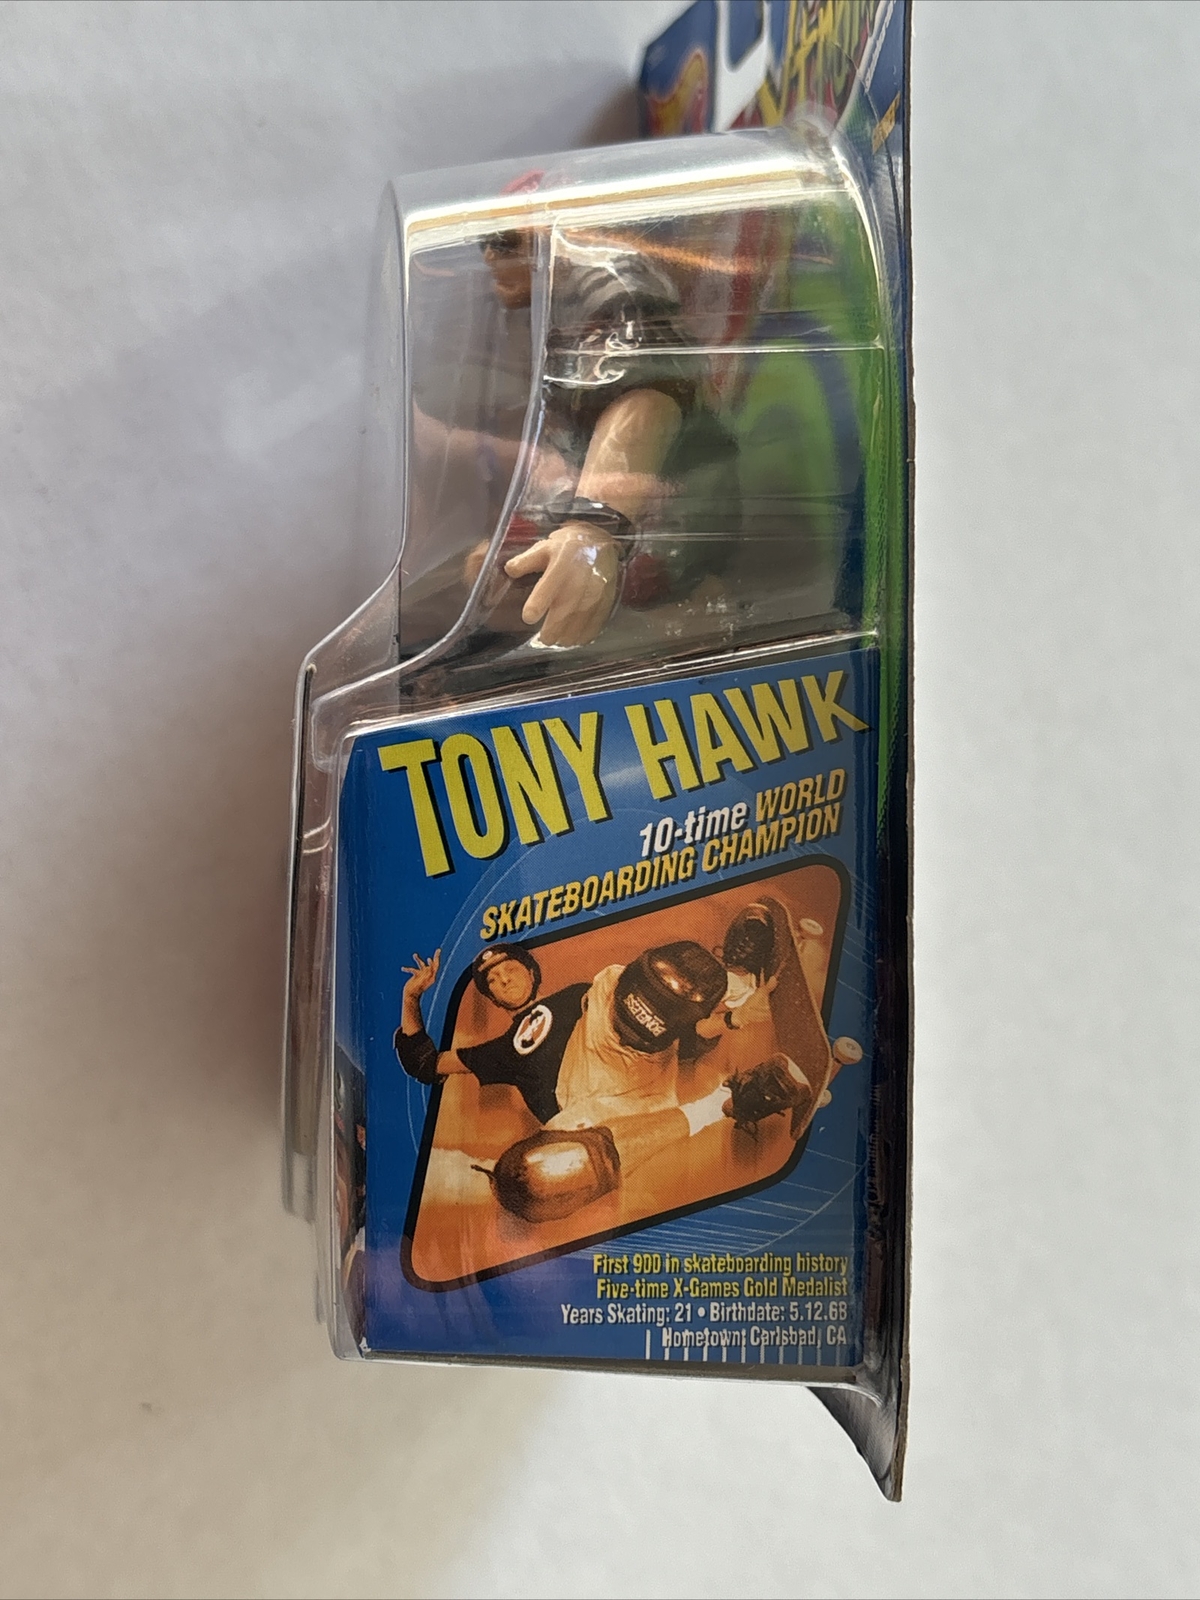 TONY HAWK
10-time WORLD
SKATEBOARDING CHAMPION
BONELESS
First 900 in skateboarding history
Five-time X-Games Gold Medalist
Years Skating: 21 • Birthdate: 5.12.68
Hometown: Carlsbad, CA